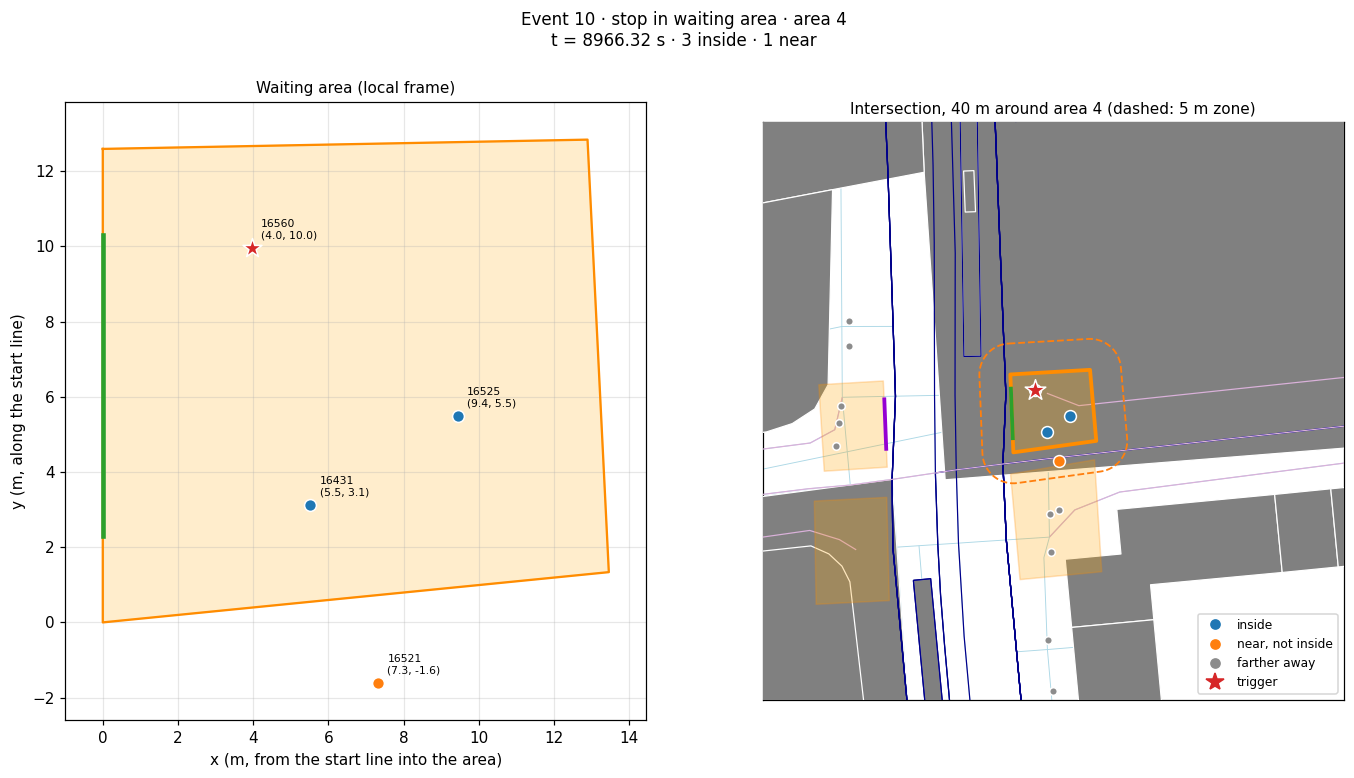 Event 10 · stop in waiting area · area 4
t = 8966.32 s · 3 inside · 1 near
Waiting area (local frame)
12
10
8
6
4
2
0
−2
y (m, along the start line)
16560
(4.0, 10.0)
16525
(9.4, 5.5)
16431
(5.5, 3.1)
16521
(7.3, -1.6)
0
2
4
6
8
10
12
14
x (m, from the start line into the area)
Intersection, 40 m around area 4 (dashed: 5 m zone)
inside
near, not inside
farther away
trigger